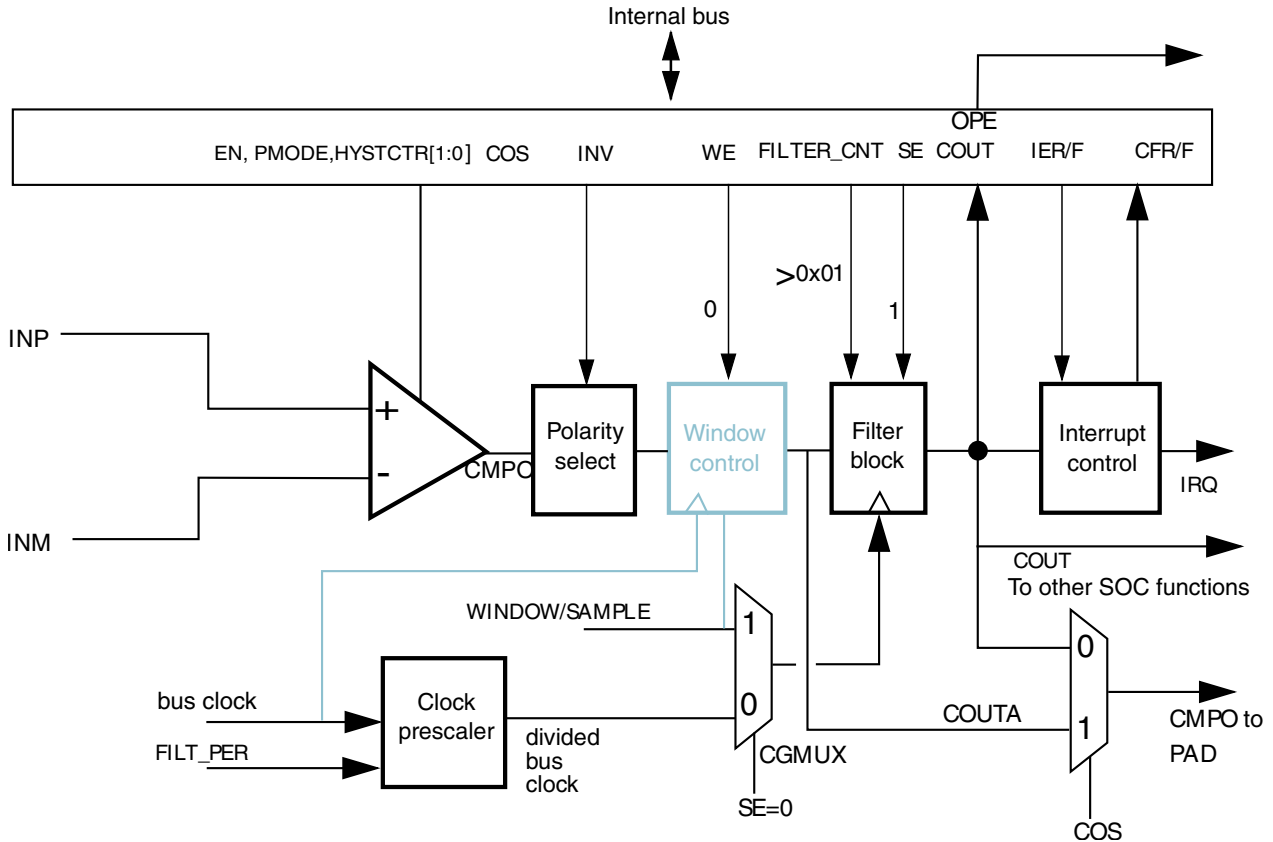 Internal bus
OPE
EN, PMODE,HYSTCTR[1:0] COS INV WE FILTER_CNT SE COUT IER/F CFR/F
>0x01
0
1
INP
+
-
INM
CMPO
Polarity
select
Window
control
Filter
block
Interrupt
control
IRQ
COUT
To other SOC functions
WINDOW/SAMPLE
1
0
bus clock
FILT_PER
Clock
prescaler
divided
bus
clock
CGMUX
SE=0
COUTA
0
1
CMPO to
PAD
COS